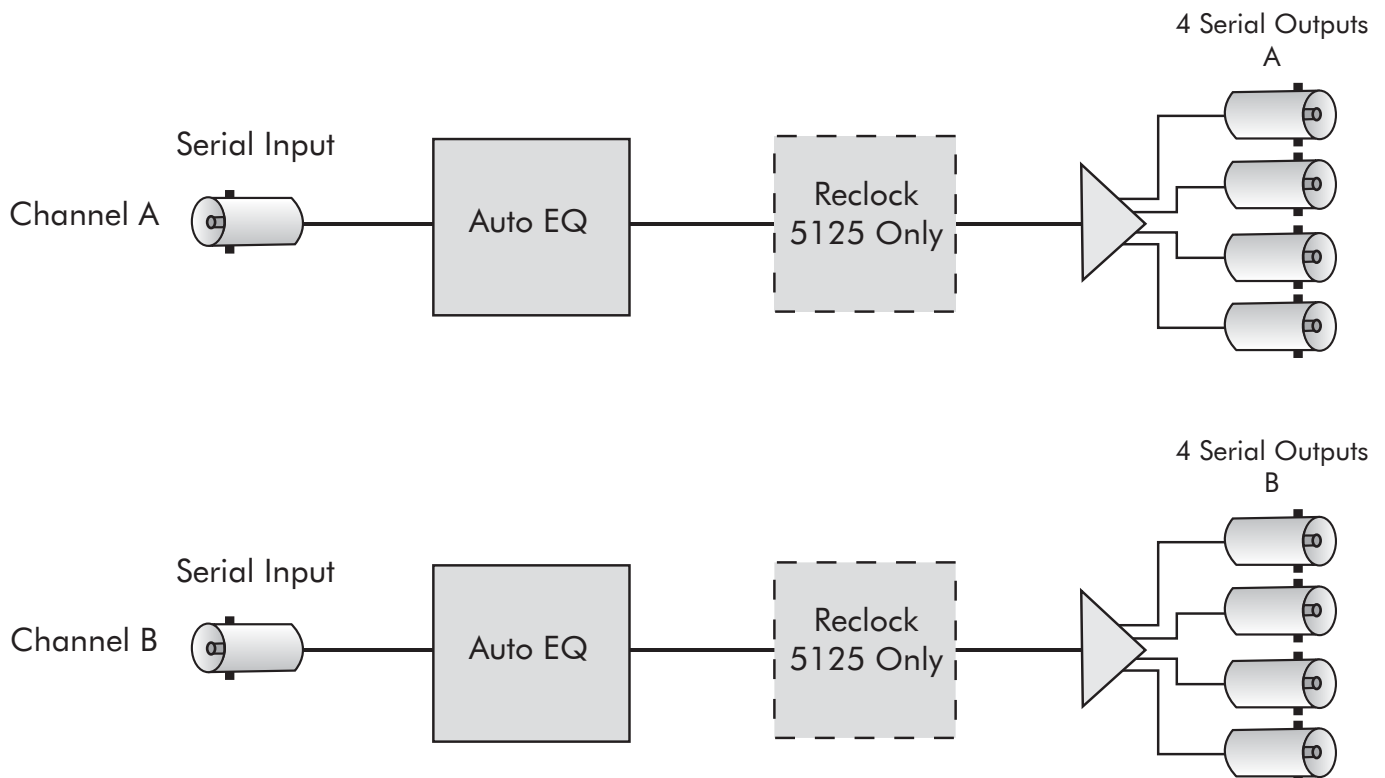 4 Serial Outputs
A
Serial Input
Channel A
Auto EQ
Reclock
5125 Only
4 Serial Outputs
B
Serial Input
Channel B
Auto EQ
Reclock
5125 Only